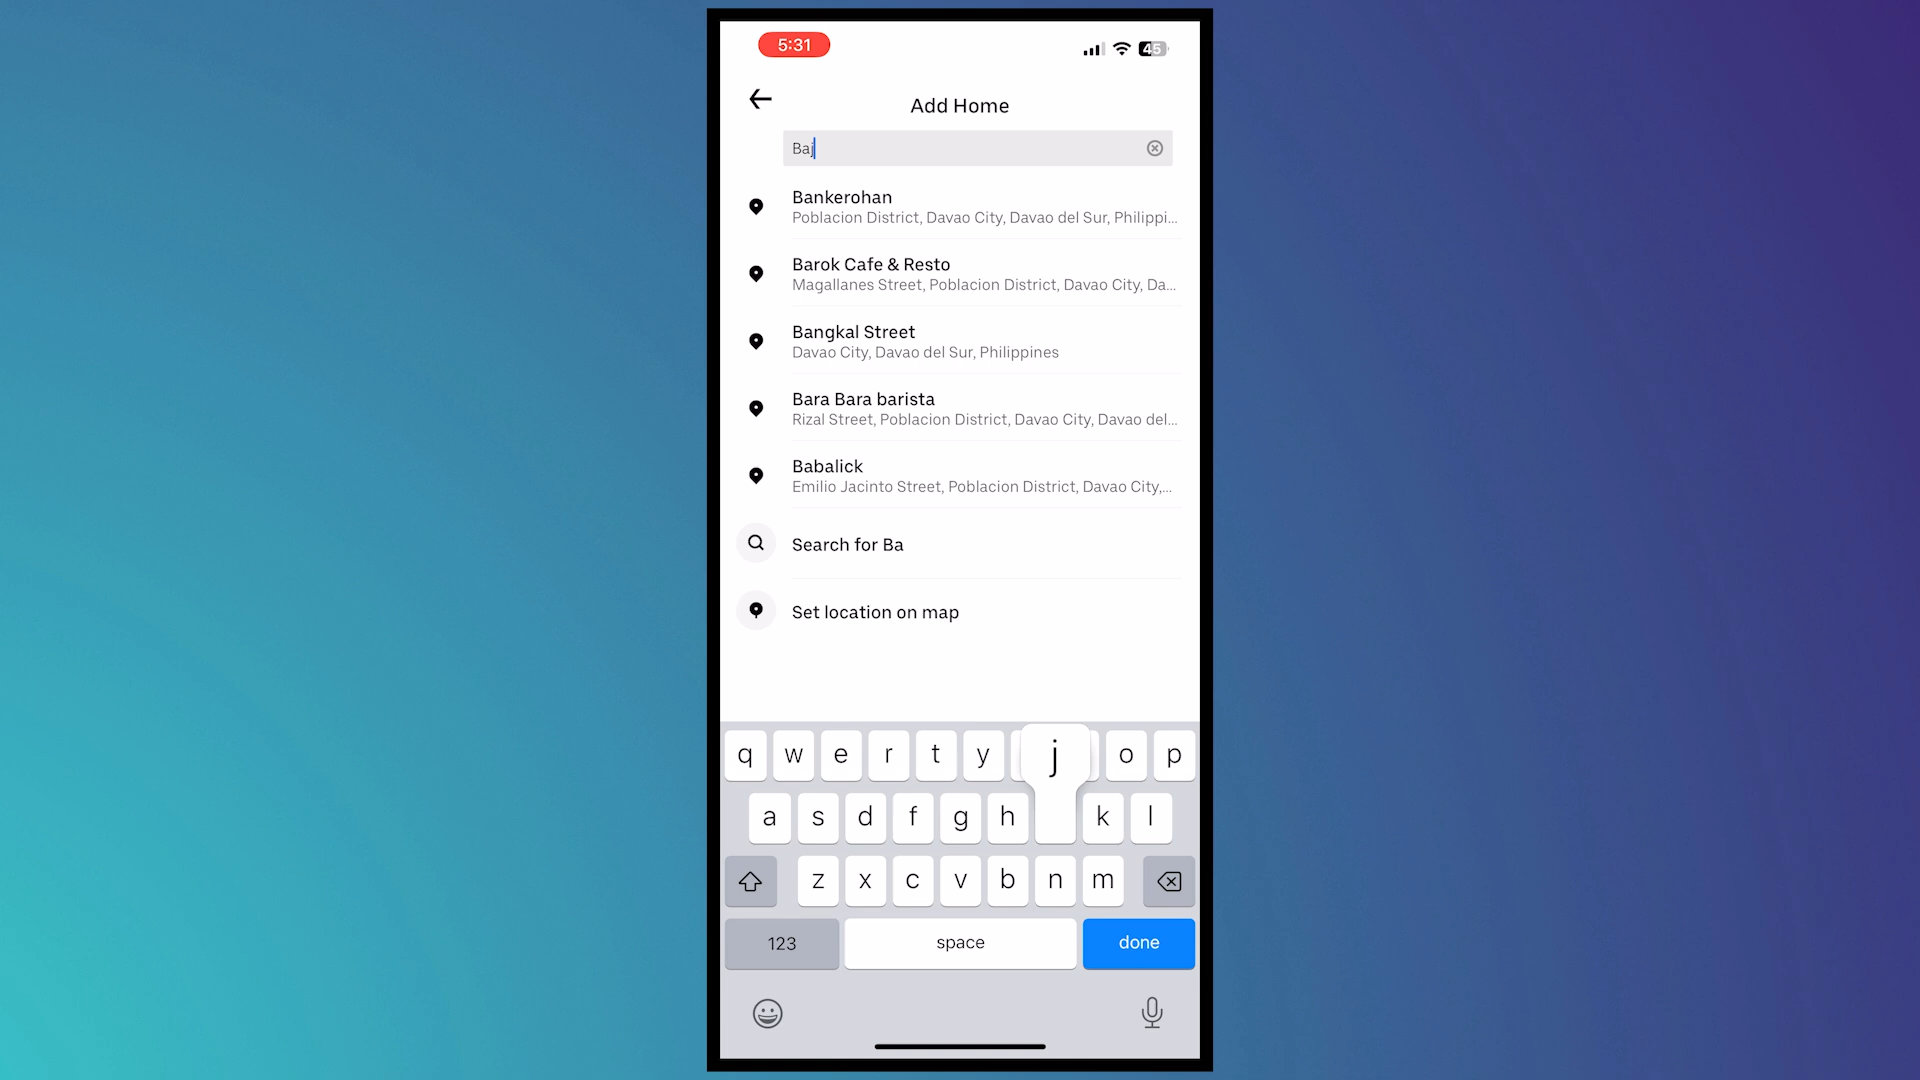 5:31
45
Add Home
Baj
Bankerohan
Poblacion District, Davao City, Davao del Sur, Philippi...
Barok Cafe & Resto
Magallanes Street, Poblacion District, Davao City, Da...
Bangkal Street
Davao City, Davao del Sur, Philippines
Bara Bara barista
Rizal Street, Poblacion District, Davao City, Davao del...
Babalick
Emilio Jacinto Street, Poblacion District, Davao City,...
Search for Ba
Set location on map
q w e r t y j o p
a s d f g h k l
z x c v b n m
123 space done